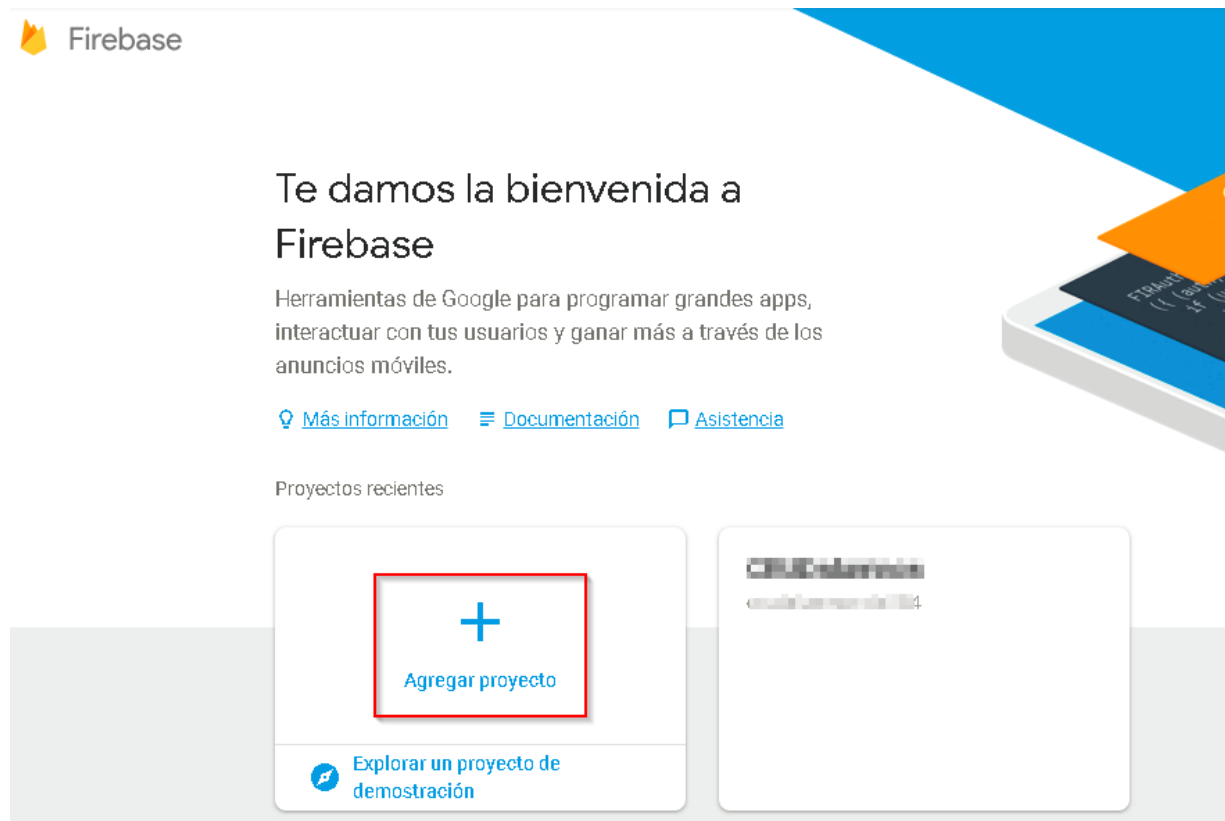 Firebase
Te damos la bienvenida a
Firebase
Herramientas de Google para programar grandes apps,
interactuar con tus usuarios y ganar más a través de los
anuncios móviles.
Más información Documentación Asistencia
Proyectos recientes
Agregar proyecto
Explorar un proyecto de
demostración